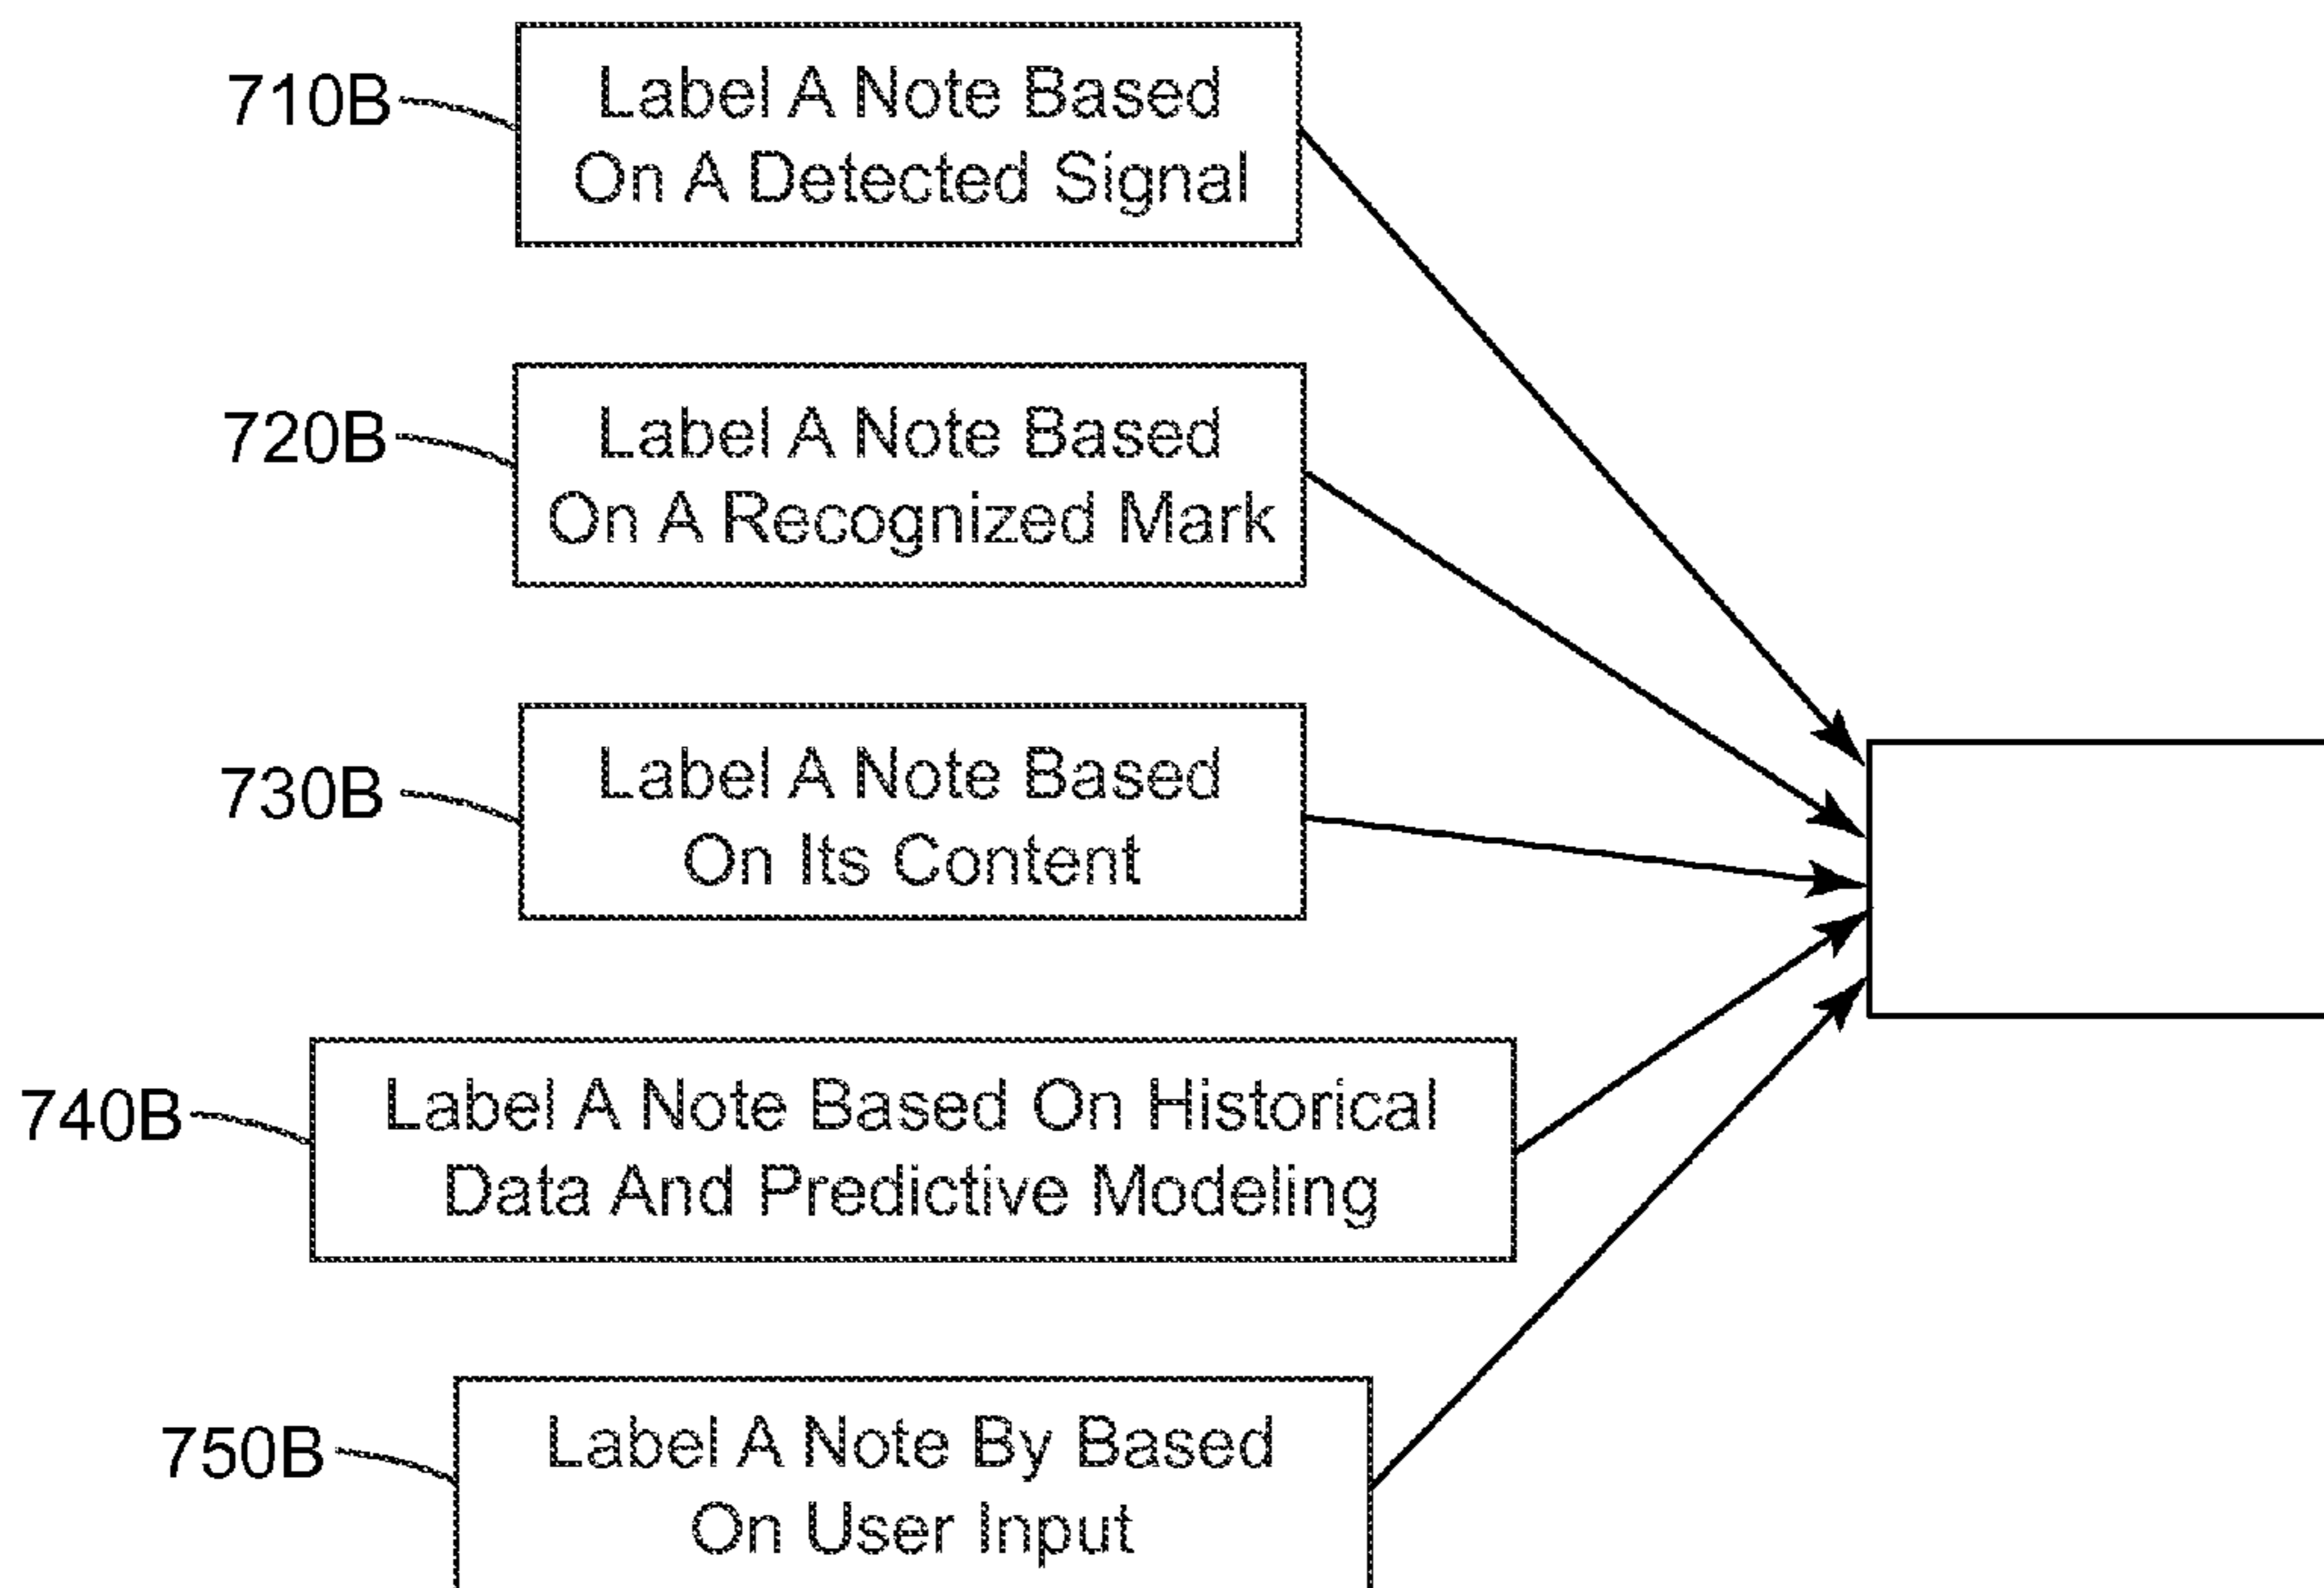 710B
Label A Note Based
On A Detected Signal
720B
Label A Note Based
On A Recognized Mark
730B
Label A Note Based
On Its Content
740B
Label A Note Based On Historical
Data And Predictive Modeling
750B
Label A Note By Based
On User Input